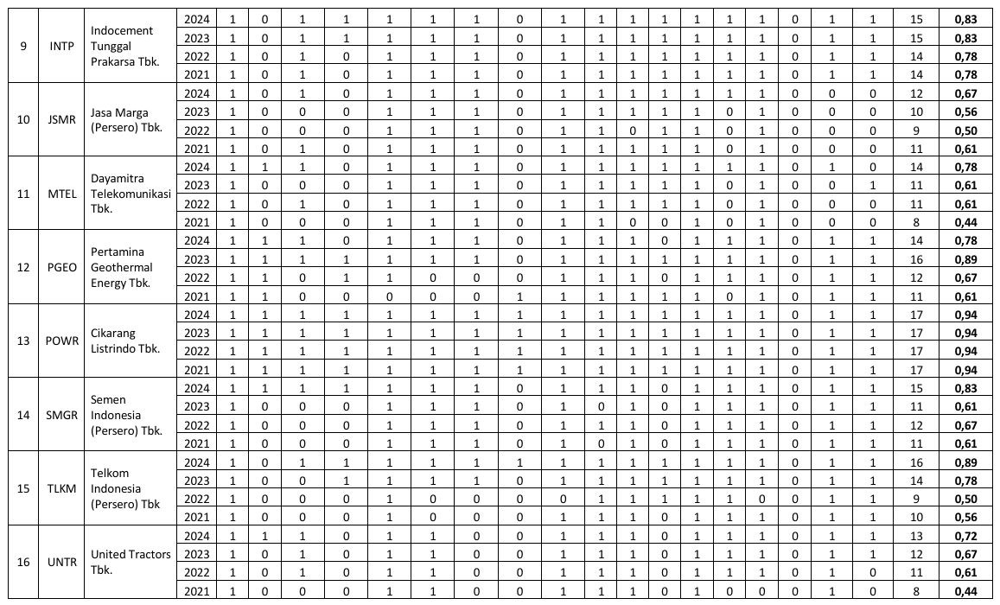 9 INTP Indocement
Tunggal
Prakarsa Tbk.
2024 1 0 1 1 1 1 1 0 1 1 1 1 1 1 1 0 1 1 15 0,83
2023 1 0 1 1 1 1 1 0 1 1 1 1 1 1 1 0 1 1 15 0,83
2022 1 0 1 0 1 1 1 0 1 1 1 1 1 1 1 0 1 1 14 0,78
2021 1 0 1 0 1 1 1 0 1 1 1 1 1 1 1 0 1 1 14 0,78
10 JSMR Jasa Marga
(Persero) Tbk.
2024 1 0 1 0 1 1 1 0 1 1 1 1 1 1 1 0 0 0 12 0,67
2023 1 0 0 0 1 1 1 0 1 1 1 1 1 0 1 0 0 0 10 0,56
2022 1 0 0 0 1 1 1 0 1 1 0 1 1 0 1 0 0 0 9 0,50
2021 1 0 1 0 1 1 1 0 1 1 1 1 1 0 1 0 0 0 11 0,61
11 MTEL Dayamitra
Telekomunikasi
Tbk.
2024 1 1 1 0 1 1 1 0 1 1 1 1 1 1 1 0 1 0 14 0,78
2023 1 0 0 0 1 1 1 0 1 1 1 1 1 0 1 0 0 1 11 0,61
2022 1 0 1 0 1 1 1 0 1 1 1 1 1 0 1 0 0 0 11 0,61
2021 1 0 0 0 1 1 1 0 1 1 0 0 1 0 1 0 0 0 8 0,44
12 PGEO Pertamina
Geothermal
Energy Tbk.
2024 1 1 1 0 1 1 1 0 1 1 1 0 1 1 1 0 1 1 14 0,78
2023 1 1 1 1 1 1 1 0 1 1 1 1 1 1 1 0 1 1 16 0,89
2022 1 1 0 1 1 0 0 0 1 1 1 0 1 1 1 0 1 1 12 0,67
2021 1 1 0 0 0 0 0 1 1 1 1 1 1 0 1 0 1 1 11 0,61
13 POWR Cikarang
Listrindo Tbk.
2024 1 1 1 1 1 1 1 1 1 1 1 1 1 1 1 0 1 1 17 0,94
2023 1 1 1 1 1 1 1 1 1 1 1 1 1 1 1 0 1 1 17 0,94
2022 1 1 1 1 1 1 1 1 1 1 1 1 1 1 1 0 1 1 17 0,94
2021 1 1 1 1 1 1 1 1 1 1 1 1 1 1 1 0 1 1 17 0,94
14 SMGR Semen
Indonesia
(Persero) Tbk.
2024 1 1 1 1 1 1 1 0 1 1 1 0 1 1 1 0 1 1 15 0,83
2023 1 0 0 0 1 1 1 0 1 0 1 0 1 1 1 0 1 1 11 0,61
2022 1 0 0 0 1 1 1 0 1 1 1 0 1 1 1 0 1 1 12 0,67
2021 1 0 0 0 1 1 1 0 1 0 1 0 1 1 1 0 1 1 11 0,61
15 TLKM Telkom
Indonesia
(Persero) Tbk
2024 1 0 1 1 1 1 1 1 1 1 1 1 1 1 1 0 1 1 16 0,89
2023 1 0 0 1 1 1 1 0 1 1 1 1 1 1 1 0 1 1 14 0,78
2022 1 0 0 0 1 0 0 0 0 1 1 1 1 1 0 0 1 1 9 0,50
2021 1 0 0 0 1 0 0 0 1 1 1 0 1 1 1 0 1 1 10 0,56
16 UNTR United Tractors
Tbk.
2024 1 1 1 0 1 1 0 0 1 1 1 0 1 1 1 0 1 1 13 0,72
2023 1 0 1 0 1 1 0 0 1 1 1 0 1 1 1 0 1 1 12 0,67
2022 1 0 1 0 1 1 0 0 1 1 1 0 1 1 1 0 1 0 11 0,61
2021 1 0 0 0 1 1 0 0 1 1 1 0 1 0 0 0 1 0 8 0,44